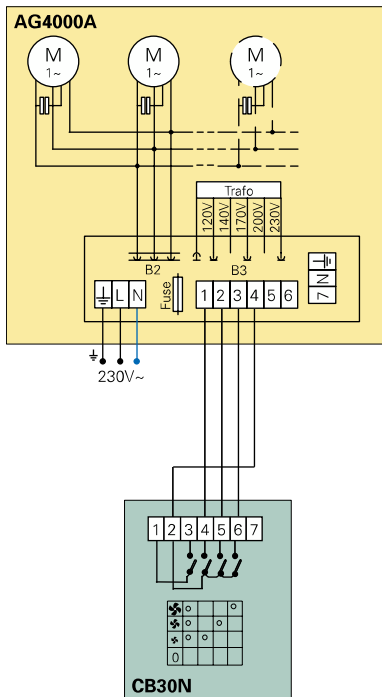 AG4000A
M M M
1~ 1~ 1~
Trafo
120V 140V 170V 200V 230V
B2 B3
L N Fuse 1 2 3 4 5 6 7 N
230V~
1 2 3 4 5 6 7
0
CB30N